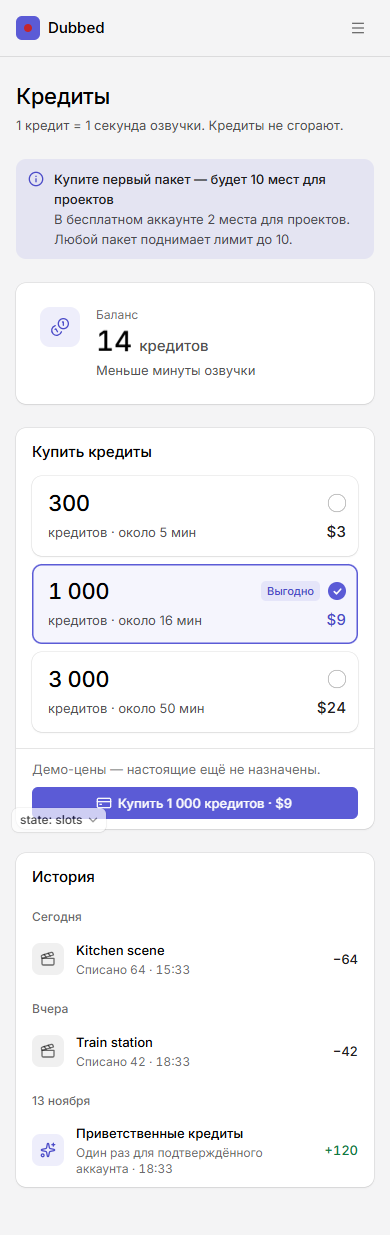 Dubbed
Кредиты
1 кредит = 1 секунда озвучки. Кредиты не сгорают.
Купите первый пакет — будет 10 мест для
проектов
В бесплатном аккаунте 2 места для проектов.
Любой пакет поднимает лимит до 10.
Баланс
14 кредитов
Меньше минуты озвучки
Купить кредиты
300
кредитов · около 5 мин
$3
1 000
Выгодно
кредитов · около 16 мин
$9
3 000
кредитов · около 50 мин
$24
Демо-цены — настоящие ещё не назначены.
Купить 1 000 кредитов · $9
state: slots
История
Сегодня
Kitchen scene
Списано 64 · 15:33
−64
Вчера
Train station
Списано 42 · 18:33
−42
13 ноября
Приветственные кредиты
Один раз для подтверждённого
аккаунта · 18:33
+120